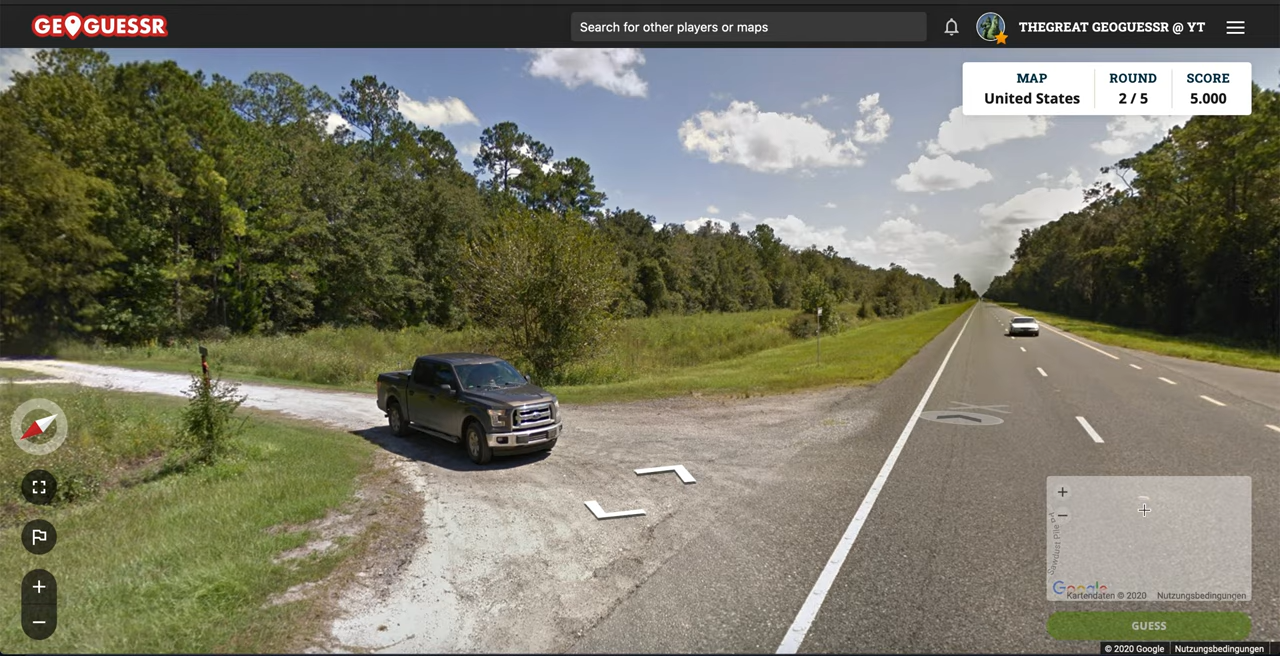 GEOGUESSR
Search for other players or maps
THEGREAT GEOGUESSR @ YT
MAP
United States
ROUND
2 / 5
SCORE
5.000
Google
Kartendaten © 2020 Nutzungsbedingungen
GUESS
© 2020 Google Nutzungsbedingungen